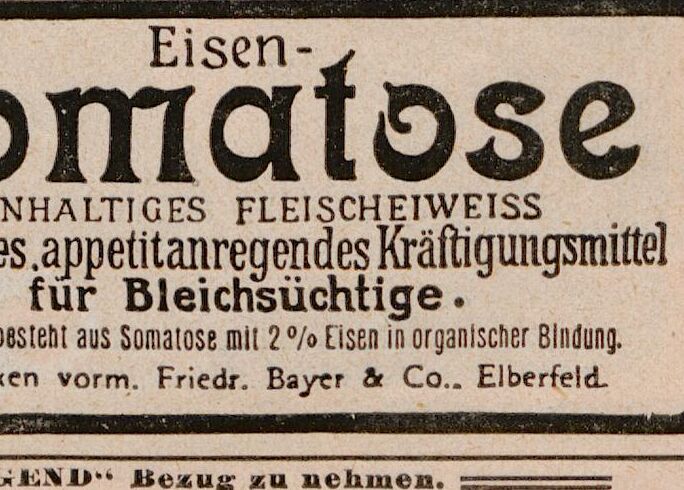 Eisen-
omatose
NHALTIGES FLEISCHEIWEISS
es, appetitanregendes Kräftigungsmittel
für Bleichsüchtige.
besteht aus Somatose mit 2% Eisen in organischer Bindung.
ken vorm. Friedr. Bayer & Co., Elberfeld.
GEND“ Bezug zu nehmen.